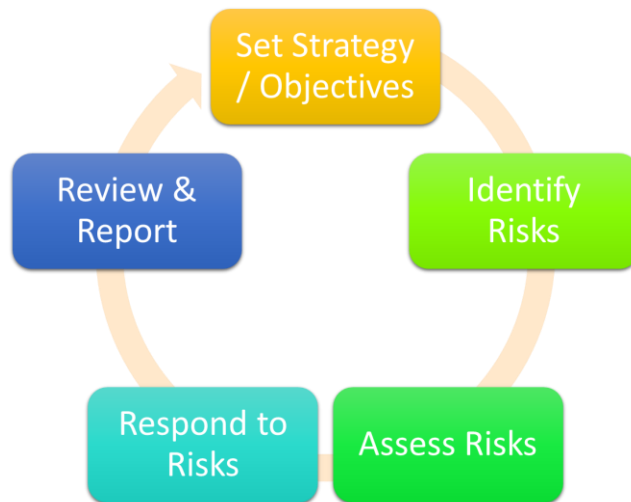 Set Strategy
/ Objectives
Identify
Risks
Assess Risks
Respond to
Risks
Review &
Report